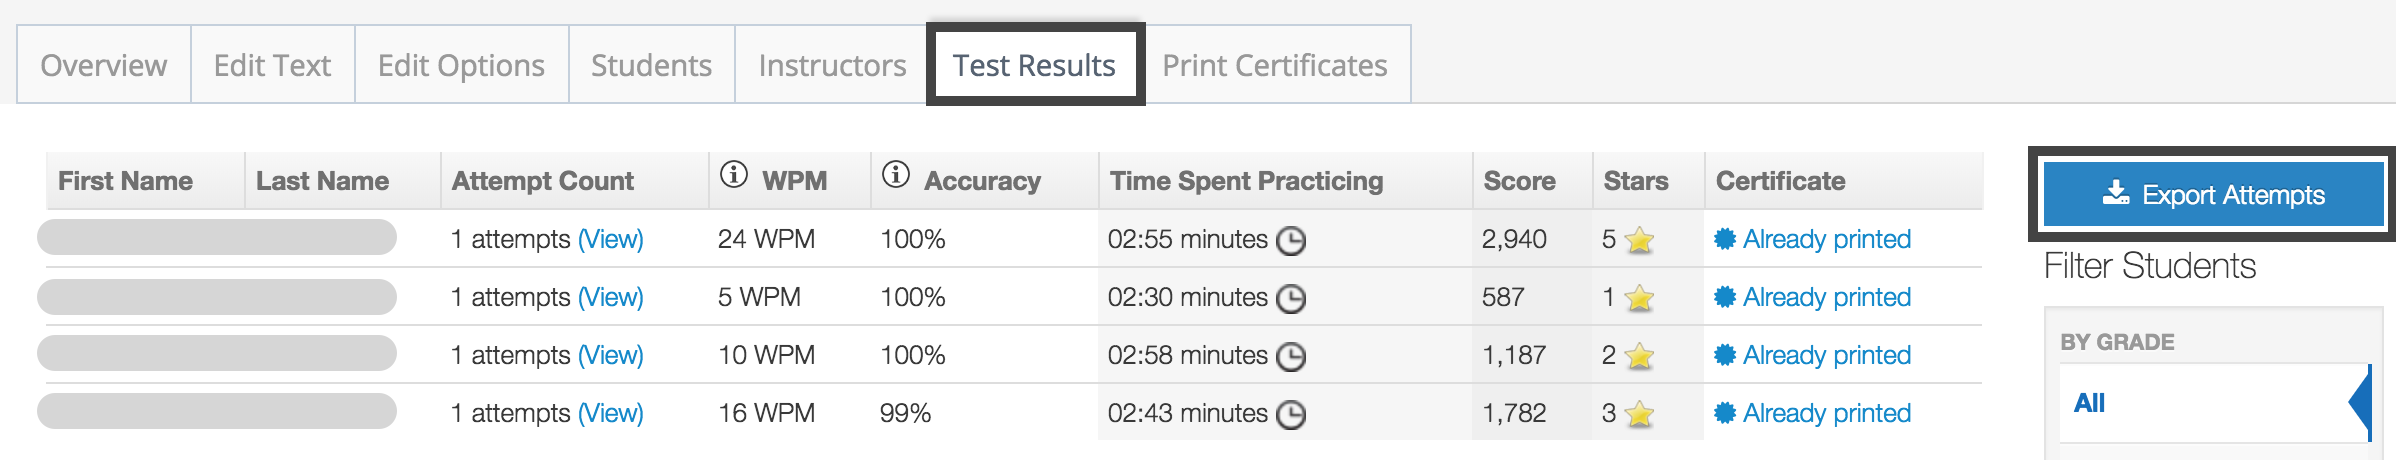 Overview Edit Text Edit Options Students Instructors Test Results Print Certificates
First Name Last Name Attempt Count WPM Accuracy Time Spent Practicing Score Stars Certificate
Export Attempts
1 attempts (View) 24 WPM 100% 02:55 minutes 2,940 5 Already printed
Filter Students
1 attempts (View) 5 WPM 100% 02:30 minutes 587 1 Already printed
BY GRADE
1 attempts (View) 10 WPM 100% 02:58 minutes 1,187 2 Already printed
All
1 attempts (View) 16 WPM 99% 02:43 minutes 1,782 3 Already printed